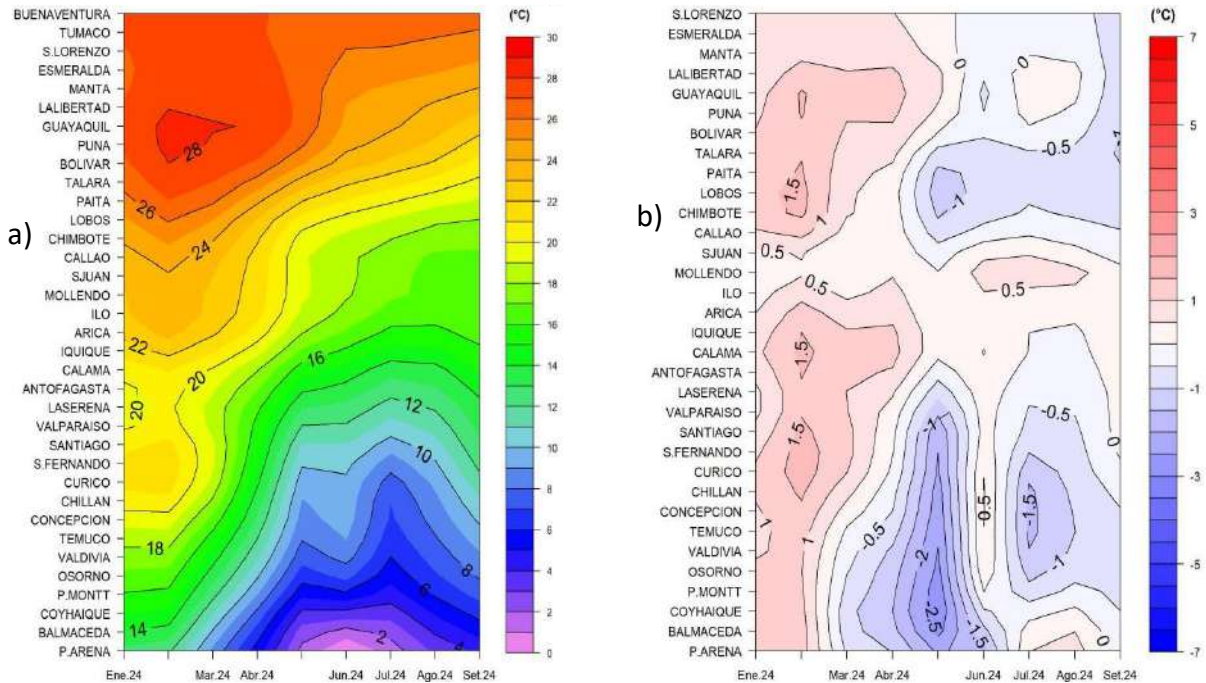 a)
(°C)
BUENAVENTURA
TUMACO
S.LORENZO
ESMERALDA
MANTA
LALIBERTAD
GUAYAQUIL
PUNA
BOLIVAR
TALARA
PAITA
LOBOS
CHIMBOTE
CALLAO
SJUAN
MOLLENDO
ILO
ARICA
IQUIQUE
CALAMA
ANTOFAGASTA
LASERENA
VALPARAISO
SANTIAGO
S.FERNANDO
CURICO
CHILLAN
CONCEPCION
TEMUCO
VALDIVIA
OSORNO
P.MONTT
COYHAIQUE
BALMACEDA
P.ARENA
28
26
24
22
20
20
16
12
10
18
8
6
14
2
4
Ene.24 Mar.24 Abr.24 Jun.24 Jul.24 Ago.24 Set.24
30
28
26
24
22
20
18
16
14
12
10
8
6
4
2
0
b)
(°C)
S.LORENZO
ESMERALDA
MANTA
LALIBERTAD
GUAYAQUIL
PUNA
BOLIVAR
TALARA
PAITA
LOBOS
CHIMBOTE
CALLAO
SJUAN
MOLLENDO
ILO
ARICA
IQUIQUE
CALAMA
ANTOFAGASTA
LASERENA
VALPARAISO
SANTIAGO
S.FERNANDO
CURICO
CHILLAN
CONCEPCION
TEMUCO
VALDIVIA
OSORNO
P.MONTT
COYHAIQUE
BALMACEDA
P.ARENA
0
0
-0.5
-1
1.5
-1
1
0.5
0.5
0.5
1.5
-0.5
-1
1.5
0
-0.5
-1.5
1
1
-0.5
-2
-1
-2.5
-1.5
0
Ene.24 Mar.24 Abr.24 Jun.24 Jul.24 Ago.24 Set.24
7
5
3
1
-1
-3
-5
-7